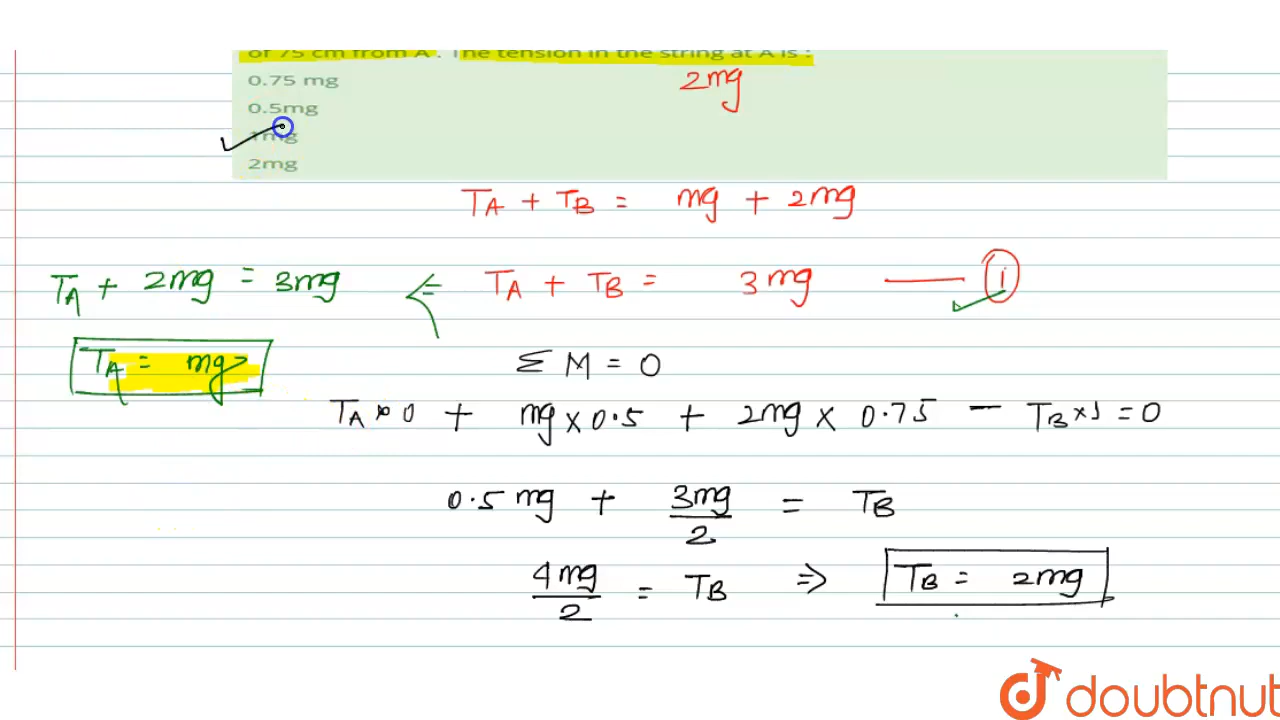 of 75 cm from A . The tension in the string at A is :
0.75 mg
2mg
0.5mg
1mg
2mg
TA + TB = mg + 2mg
TA + 2mg = 3mg ⇐ TA + TB = 3mg —— ①
TA = mg
Σ M = 0
TA × 0 + mg × 0.5 + 2mg × 0.75 - TB × 1 = 0
0.5 mg + 3mg/2 = TB
4mg/2 = TB ⇒ TB = 2mg
doubtnut